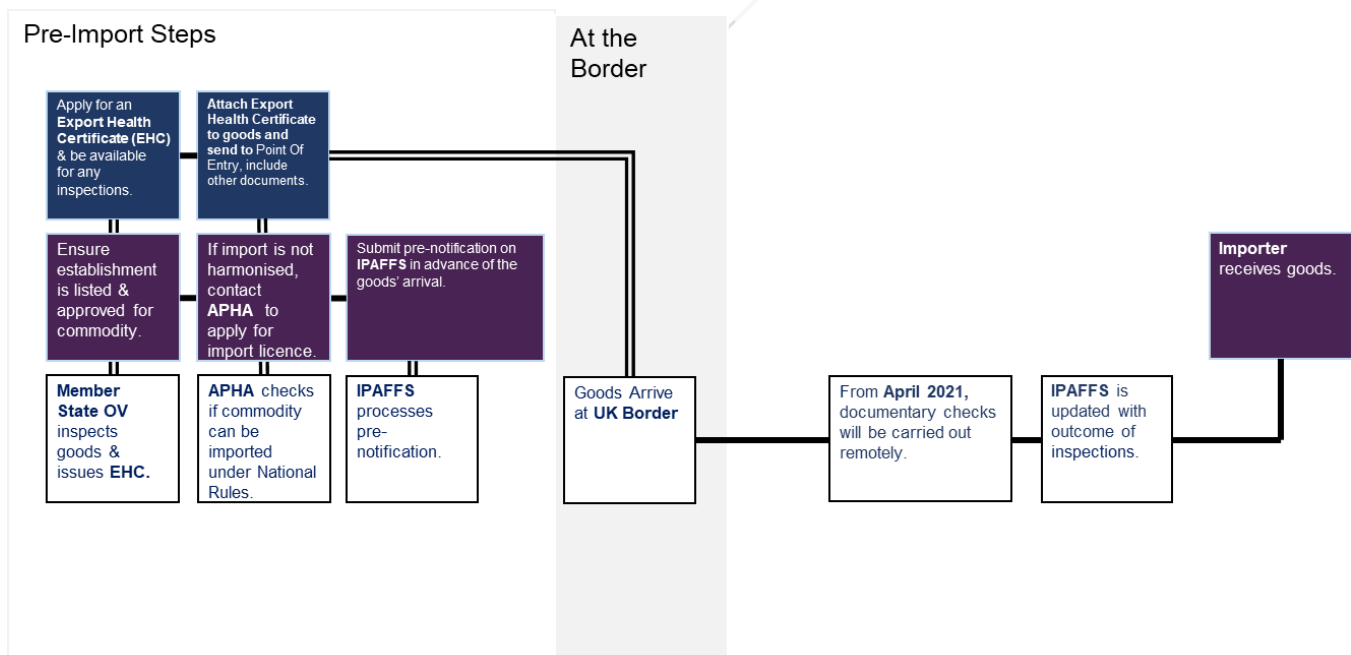 Pre-Import Steps
At the
Border
Apply for an
Export Health
Certificate (EHC)
& be available
for any
inspections.
Attach Export
Health Certificate
to goods and
send to Point Of
Entry, include
other documents.
Ensure
establishment
is listed &
approved for
commodity.
If import is not
harmonised,
contact
APHA to
apply for
import licence.
Submit pre-notification on
IPAFFS in advance of the
goods' arrival.
Importer
receives goods.
Member
State OV
inspects
goods &
issues EHC.
APHA checks
if commodity
can be
imported
under National
Rules.
IPAFFS
processes
pre-
notification.
Goods Arrive
at UK Border
From April 2021,
documentary checks
will be carried out
remotely.
IPAFFS is
updated with
outcome of
inspections.